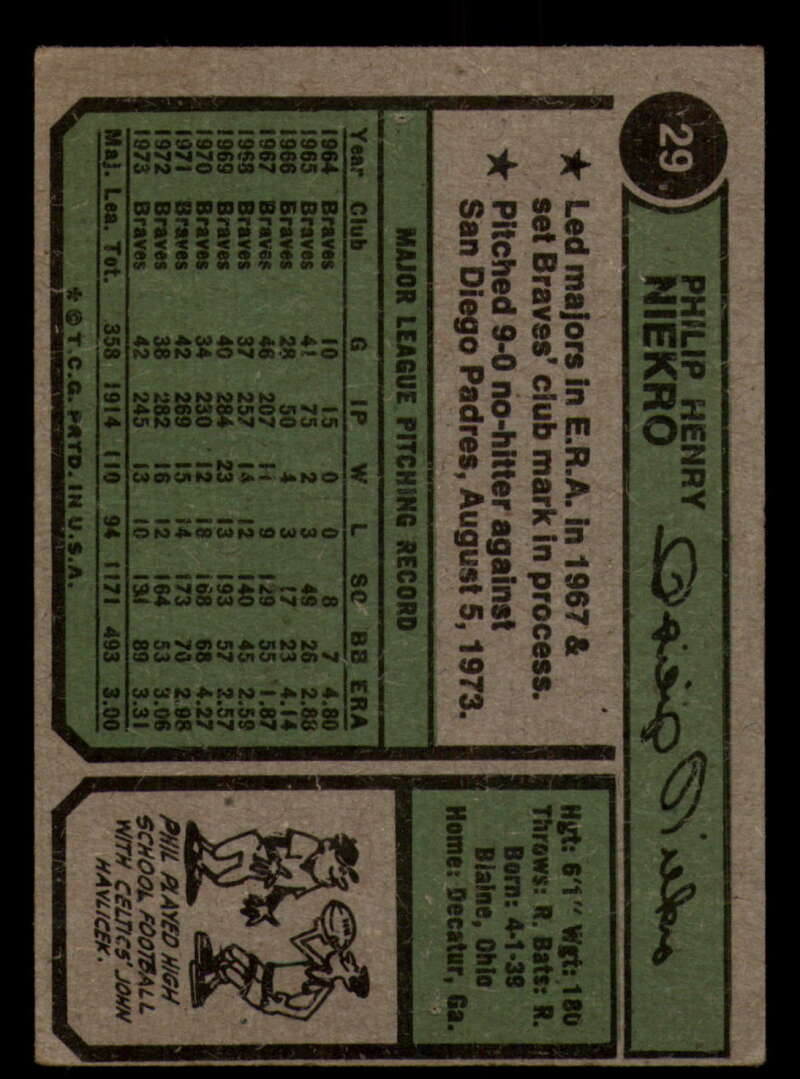 29
PHILIP HENRY
NIEKRO
Philip Niekro
★ Led majors in E.R.A. in 1967 &
set Braves' club mark in process.
★ Pitched 9-0 no-hitter against
San Diego Padres, August 5, 1973.
MAJOR LEAGUE PITCHING RECORD
Year Club G IP W L SO BB ERA
1964 Braves 10 15 0 0 8 7 4.80
1965 Braves 41 75 2 3 49 26 2.88
1966 Braves 28 50 4 3 17 23 4.14
1967 Braves 46 207 11 9 129 55 1.87
1968 Braves 37 257 14 12 140 45 2.59
1969 Braves 40 284 23 13 193 57 2.57
1970 Braves 34 230 12 18 168 68 4.27
1971 Braves 42 269 15 14 173 70 2.98
1972 Braves 38 282 16 12 164 53 3.06
1973 Braves 42 245 13 10 131 89 3.31
Maj. Lea. Tot. 358 1914 110 94 1171 493 3.00
* © T.C.G. PRTD. IN U.S.A.
Hgt: 6'1" Wgt: 180
Throws: R. Bats: R.
Born: 4-1-39
Blaine, Ohio
Home: Decatur, Ga.
PHIL PLAYED HIGH
SCHOOL FOOTBALL
WITH CELTICS' JOHN
HAVLICEK.